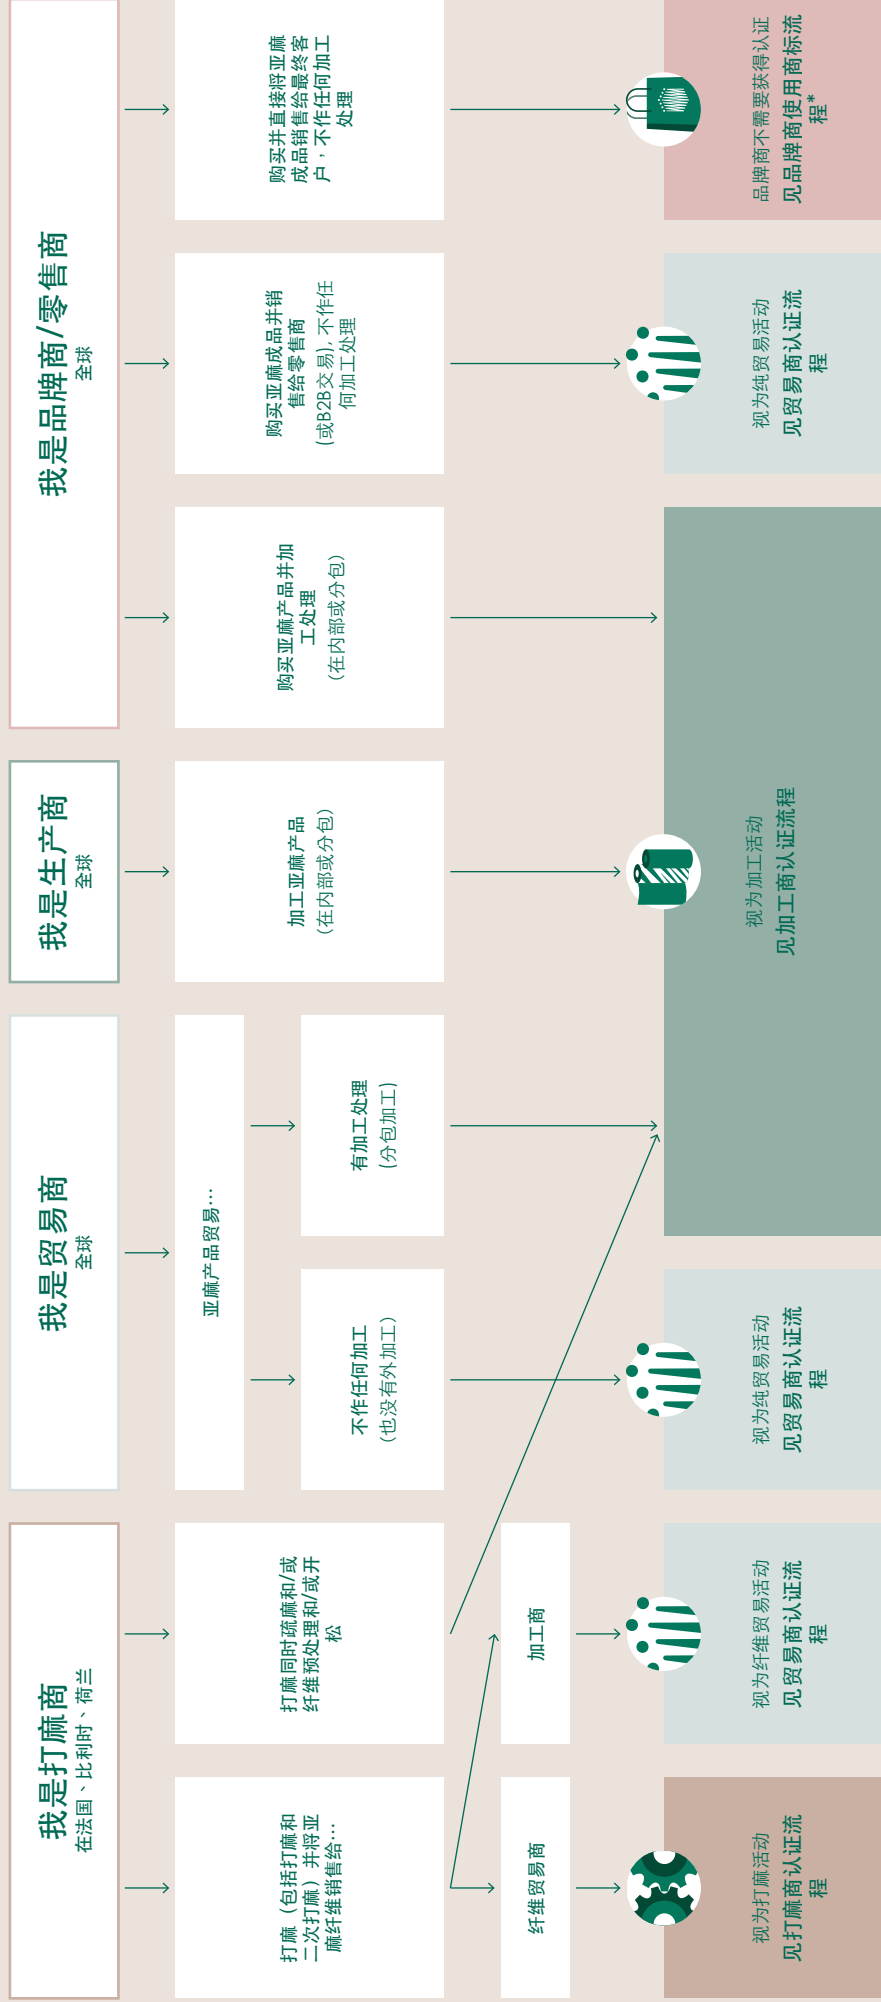 我是打麻商
在法国、比利时、荷兰
我是贸易商
全球
我是生产商
全球
我是品牌商/零售商
全球
打麻（包括打麻和
二次打麻）并将亚
麻纤维销售给…
打麻同时疏麻和/或
纤维预处理和/或开
松
亚麻产品贸易…
不作任何加工
（也没有外加工）
有加工处理
(分包加工)
加工亚麻产品
（在内部或分包）
购买亚麻产品并加
工处理
（在内部或分包）
购买亚麻成品并销
售给零售商
(或B2B交易), 不作任
何加工处理
购买并直接将亚麻
成品销售给最终客
户，不作任何加工
处理
纤维贸易商
加工商
视为打麻活动
见打麻商认证流
程
视为纤维贸易活动
见贸易商认证流
程
视为纯贸易活动
见贸易商认证流
程
视为加工活动
见加工商认证流程
视为纯贸易活动
见贸易商认证流
程
品牌商不需要获得认证
见品牌商使用商标流
程*